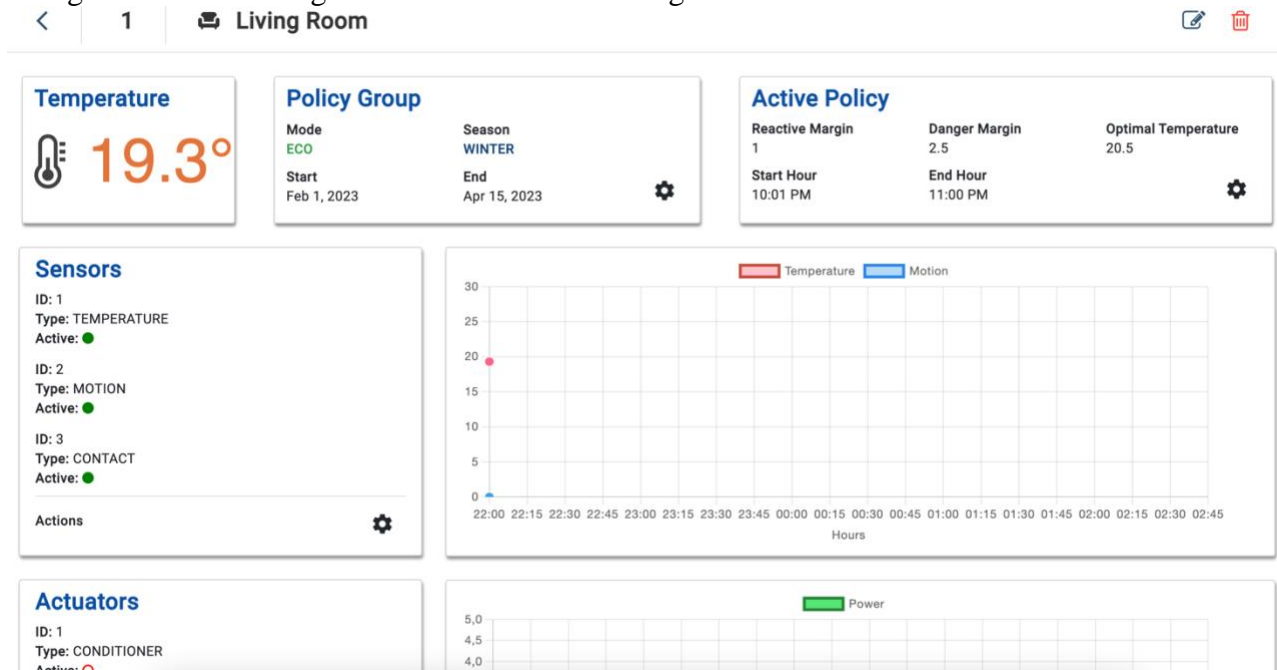 1 Living Room
Temperature
19.3°
Policy Group
Mode Season
ECO WINTER
Start End
Feb 1, 2023 Apr 15, 2023
Active Policy
Reactive Margin Danger Margin Optimal Temperature
1 2.5 20.5
Start Hour End Hour
10:01 PM 11:00 PM
Sensors
ID: 1
Type: TEMPERATURE
Active:
ID: 2
Type: MOTION
Active:
ID: 3
Type: CONTACT
Active:
Actions
Temperature Motion
30
25
20
15
10
5
0
22:00 22:15 22:30 22:45 23:00 23:15 23:30 23:45 00:00 00:15 00:30 00:45 01:00 01:15 01:30 01:45 02:00 02:15 02:30 02:45
Hours
Actuators
ID: 1
Type: CONDITIONER
Active:
Power
5,0
4,5
4,0